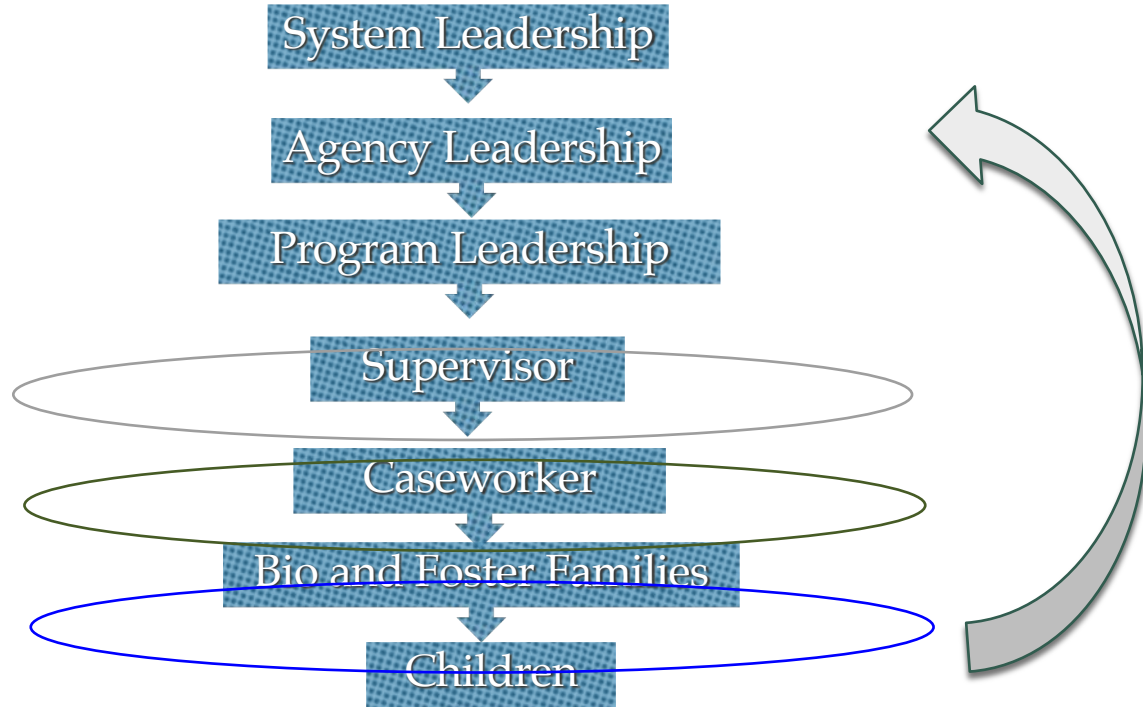 System Leadership
Agency Leadership
Program Leadership
Supervisor
Caseworker
Bio and Foster Families
Children